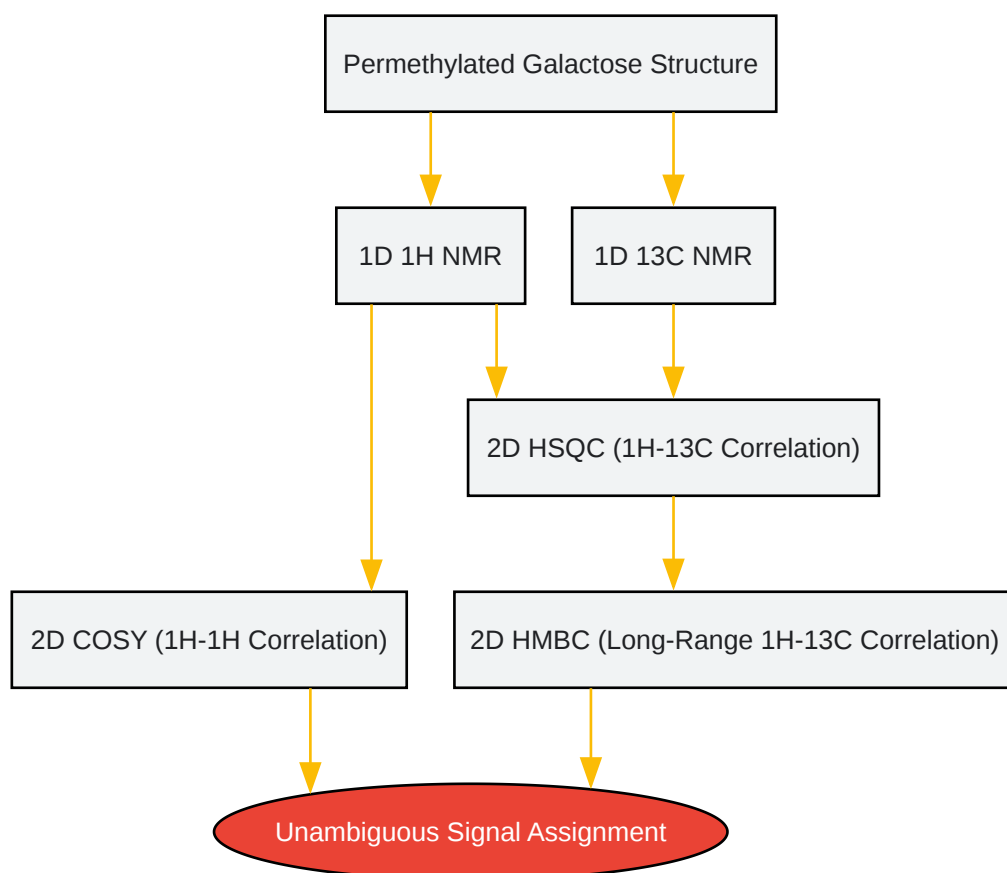 Permethylated Galactose Structure
1D 1H NMR
1D 13C NMR
2D HSQC (1H-13C Correlation)
2D COSY (1H-1H Correlation)
2D HMBC (Long-Range 1H-13C Correlation)
Unambiguous Signal Assignment